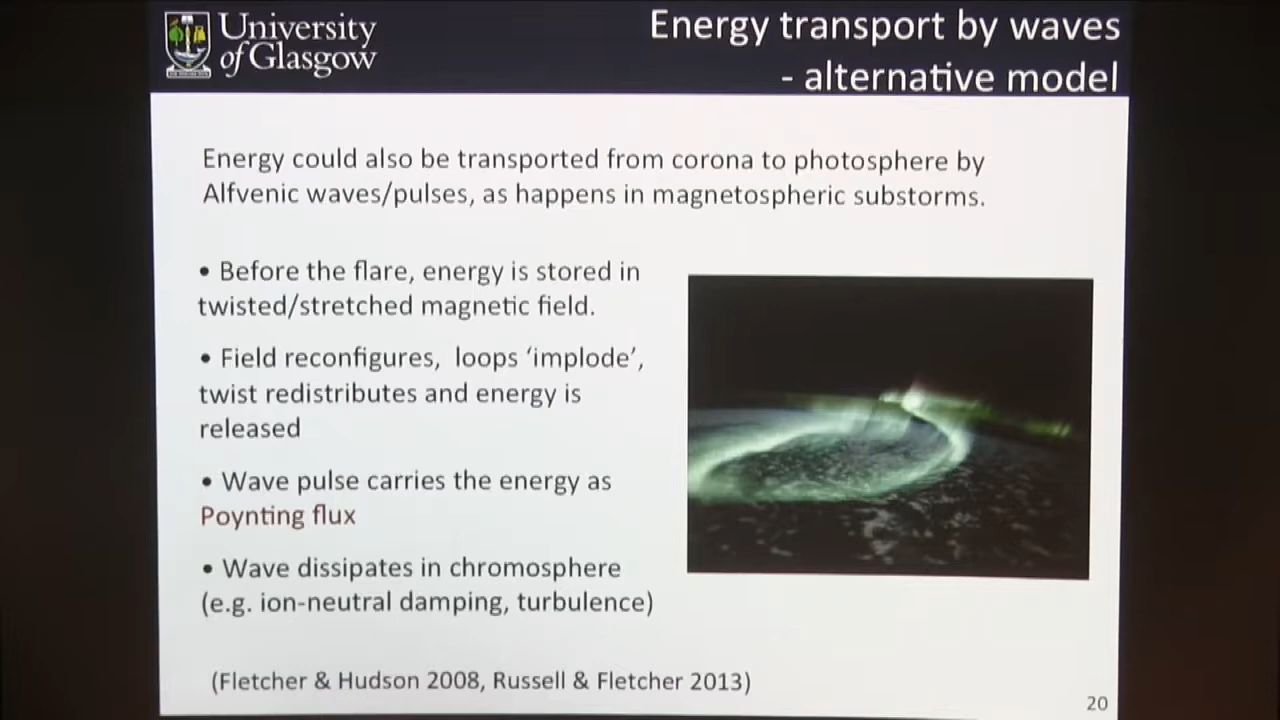 University
of Glasgow
Energy transport by waves
- alternative model
Energy could also be transported from corona to photosphere by
Alfvenic waves/pulses, as happens in magnetospheric substorms.
• Before the flare, energy is stored in
twisted/stretched magnetic field.
• Field reconfigures, loops ‘implode’,
twist redistributes and energy is
released
• Wave pulse carries the energy as
Poynting flux
• Wave dissipates in chromosphere
(e.g. ion-neutral damping, turbulence)
(Fletcher & Hudson 2008, Russell & Fletcher 2013)
20